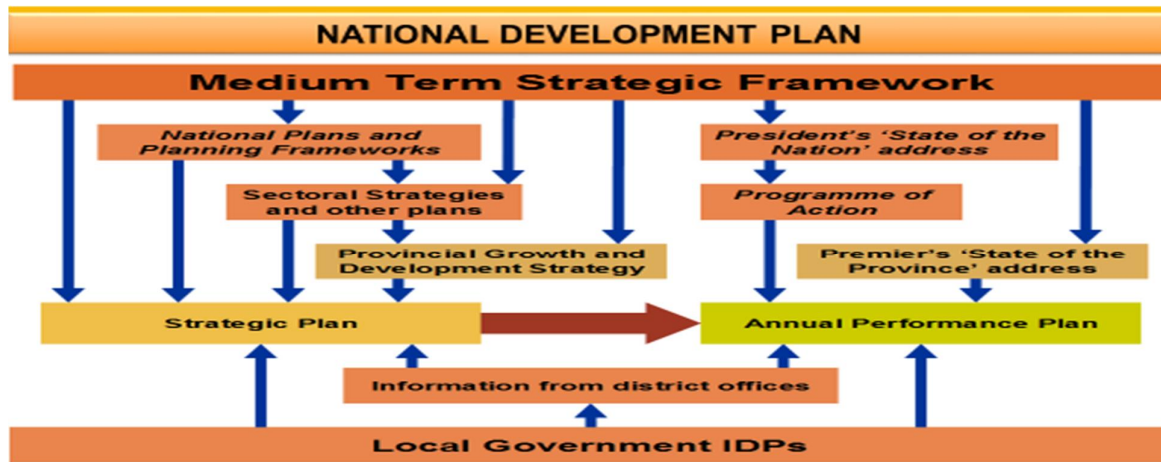 NATIONAL DEVELOPMENT PLAN
Medium Term Strategic Framework
National Plans and
Planning Frameworks
President's 'State of the
Nation' address
Sectoral Strategies
and other plans
Programme of
Action
Provincial Growth and
Development Strategy
Premier's 'State of the
Province' address
Strategic Plan
Annual Performance Plan
Information from district offices
Local Government IDPs